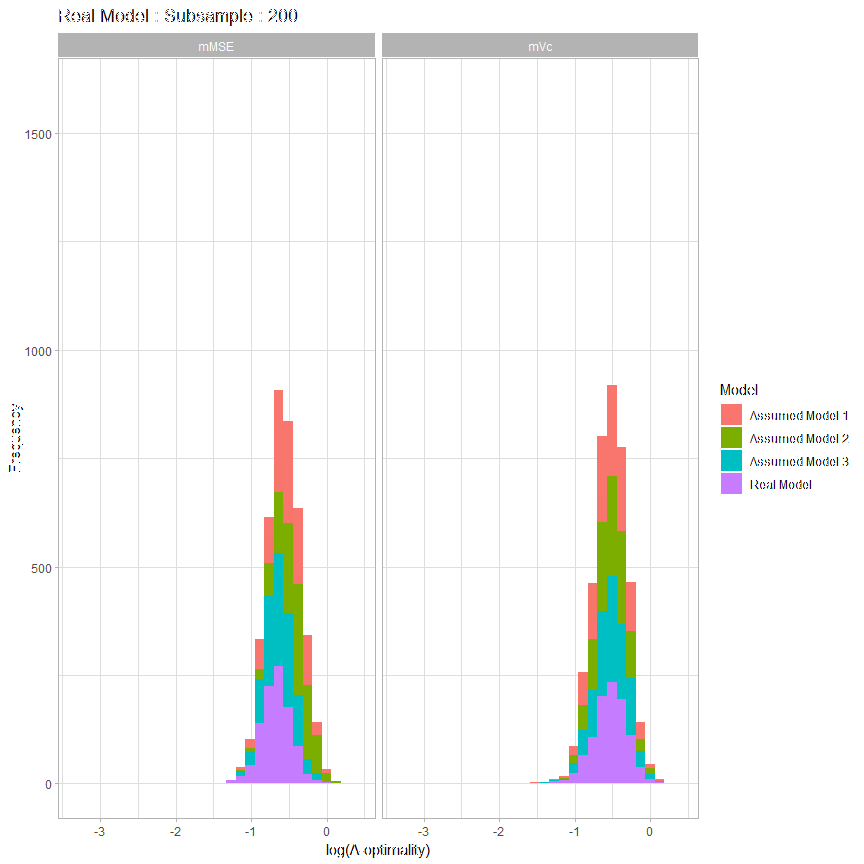 Real Model : Subsample : 200
mMSE
mVc
1500
1000
500
0
Frequency
-3
-2
-1
0
-3
-2
-1
0
log(A-optimality)
Model
Assumed Model 1
Assumed Model 2
Assumed Model 3
Real Model